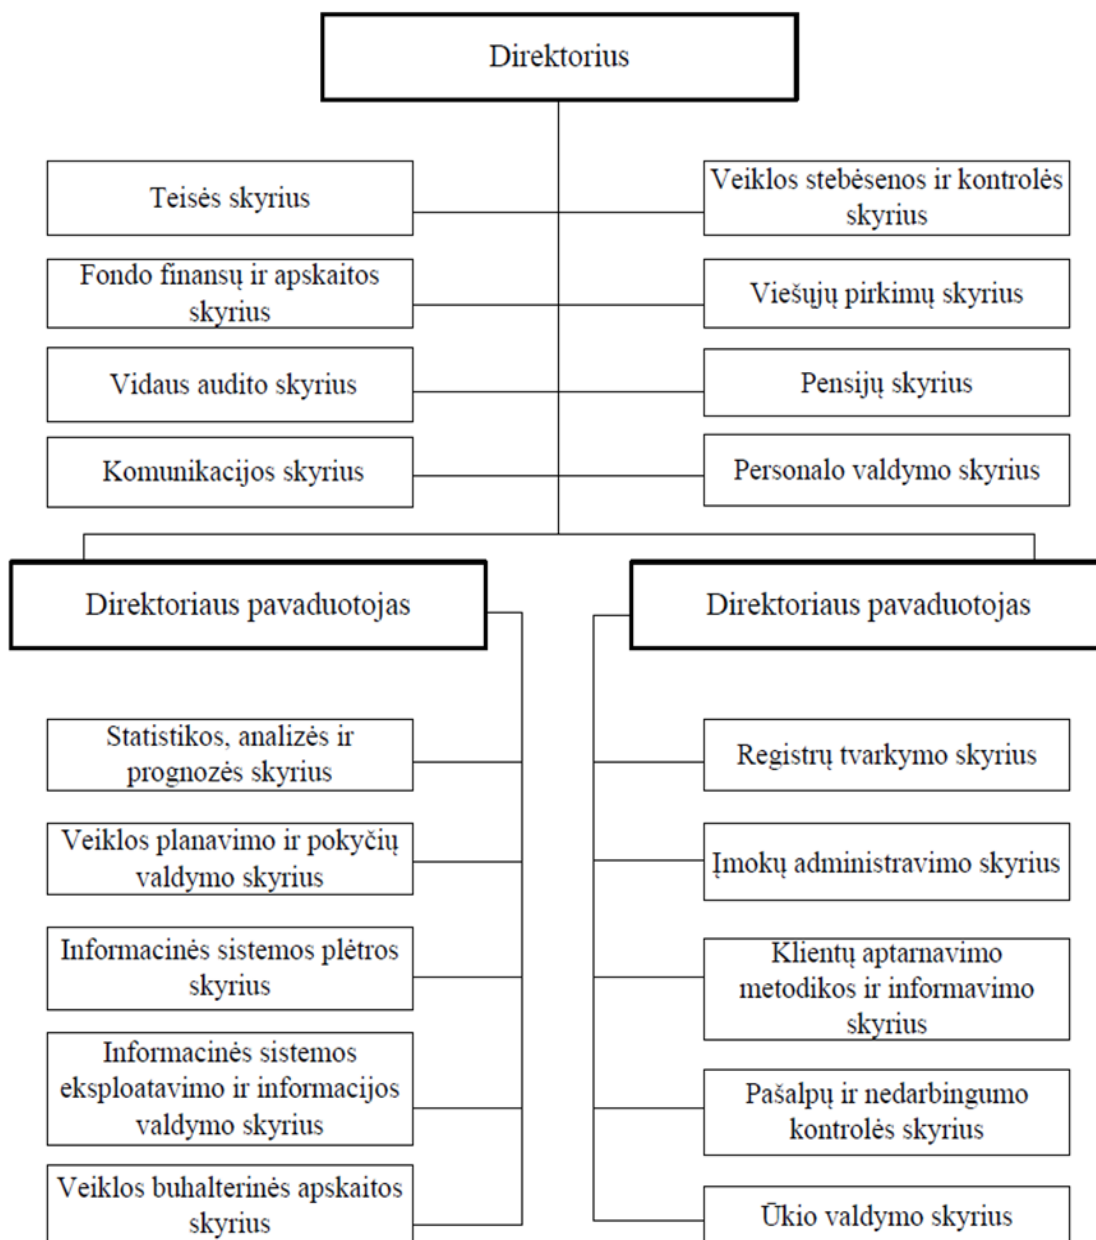 Direktorius
Teisės skyrius
Veiklos stebėsenos ir kontrolės
skyrius
Fondo finansų ir apskaitos
skyrius
Viešųjų pirkimų skyrius
Vidaus audito skyrius
Pensijų skyrius
Komunikacijos skyrius
Personalo valdymo skyrius
Direktoriaus pavaduotojas
Direktoriaus pavaduotojas
Statistikos, analizės ir
prognozės skyrius
Veiklos planavimo ir pokyčių
valdymo skyrius
Informacinės sistemos plėtros
skyrius
Informacinės sistemos
eksploatavimo ir informacijos
valdymo skyrius
Veiklos buhalterinės apskaitos
skyrius
Registrų tvarkymo skyrius
Įmokų administravimo skyrius
Klientų aptarnavimo
metodikos ir informavimo
skyrius
Pašalpų ir nedarbingumo
kontrolės skyrius
Ūkio valdymo skyrius